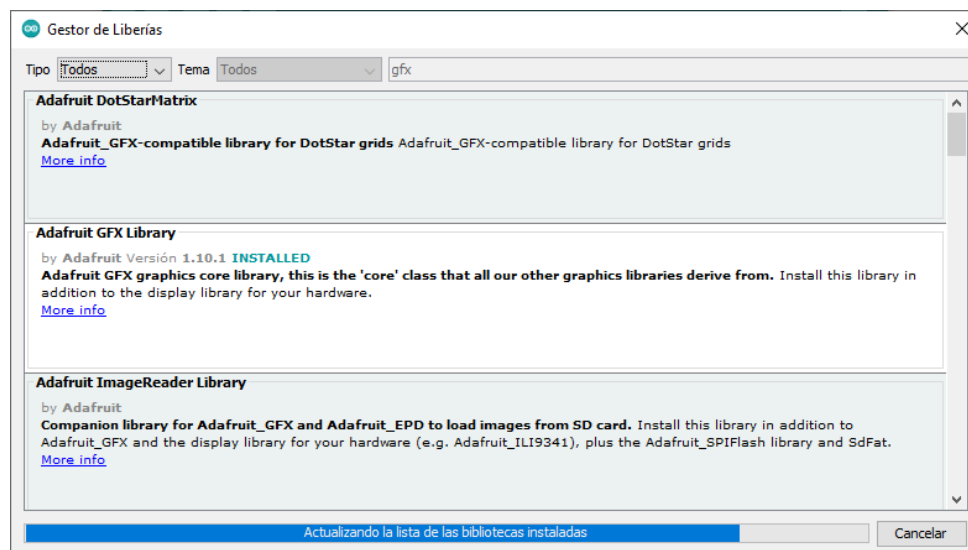 Gestor de Liberías
Tipo Todos Tema Todos gfx
Adafruit DotStarMatrix
by Adafruit
Adafruit_GFX-compatible library for DotStar grids Adafruit_GFX-compatible library for DotStar grids
More info
Adafruit GFX Library
by Adafruit Versión 1.10.1 INSTALLED
Adafruit GFX graphics core library, this is the 'core' class that all our other graphics libraries derive from. Install this library in
addition to the display library for your hardware.
More info
Adafruit ImageReader Library
by Adafruit
Companion library for Adafruit_GFX and Adafruit_EPD to load images from SD card. Install this library in addition to
Adafruit_GFX and the display library for your hardware (e.g. Adafruit_ILI9341), plus the Adafruit_SPIFlash library and SdFat.
More info
Actualizando la lista de las bibliotecas instaladas
Cancelar